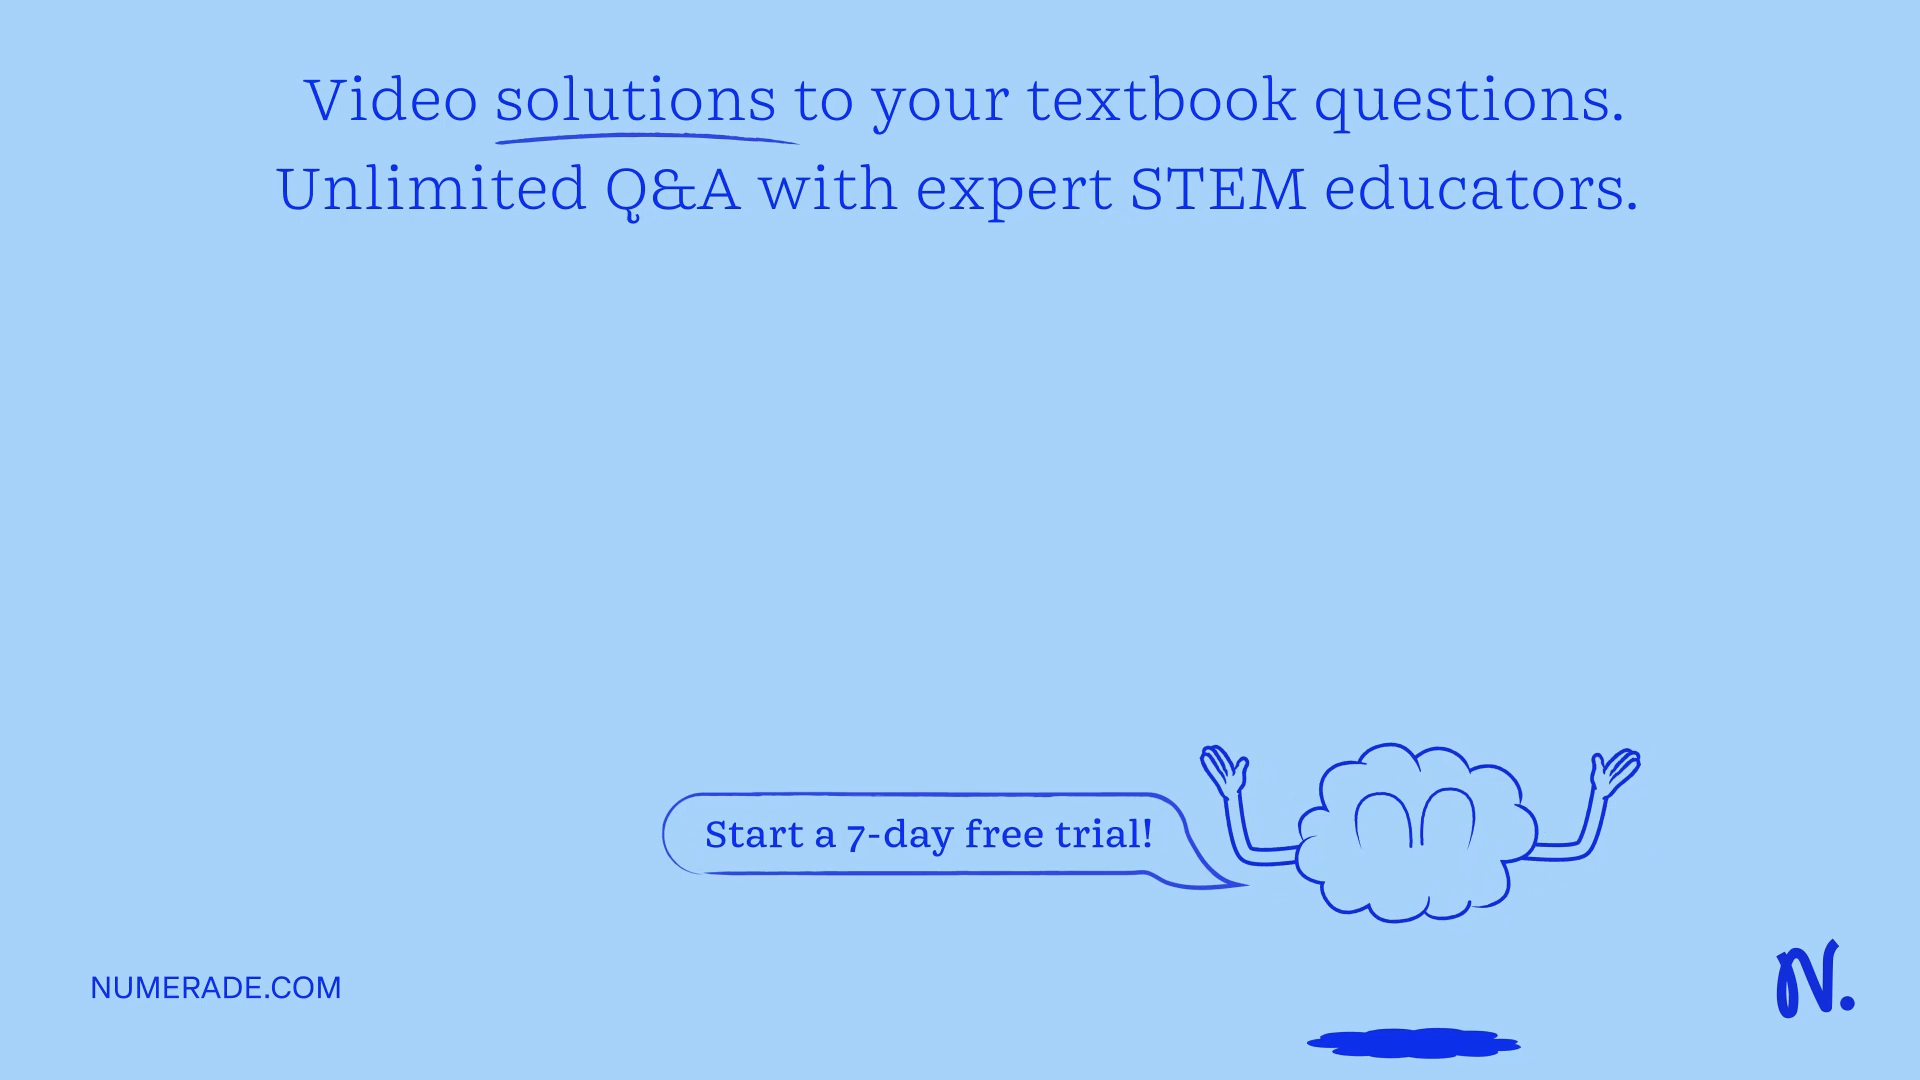 Video solutions to your textbook questions.
Unlimited Q&A with expert STEM educators.
Start a 7-day free trial!
NUMERADE.COM
N.